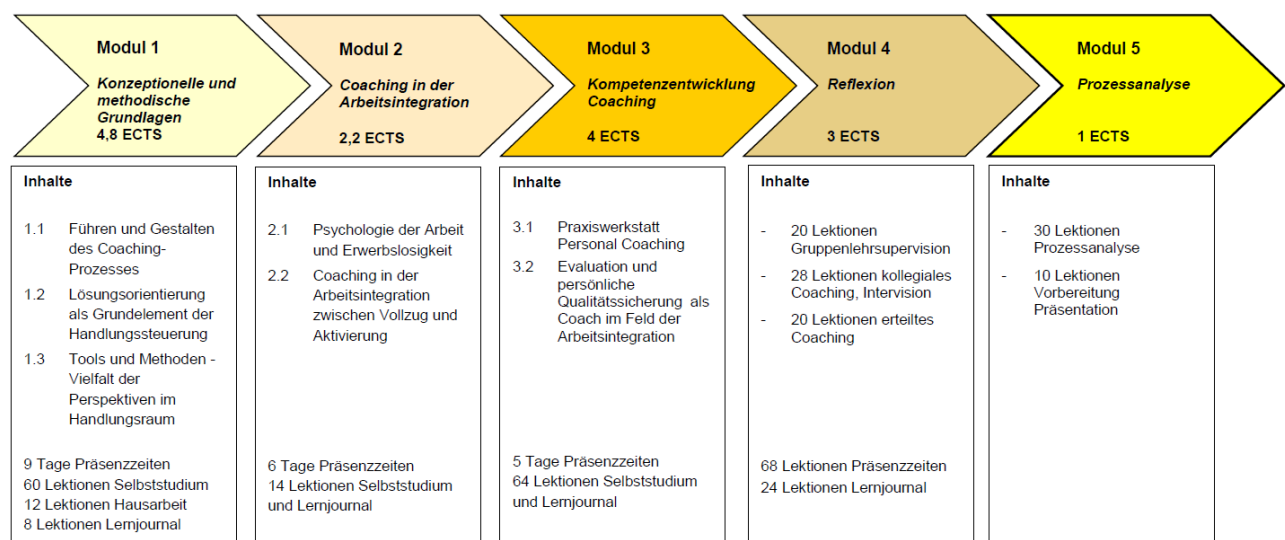 Modul 1
Konzeptionelle und
methodische
Grundlagen
4,8 ECTS
Modul 2
Coaching in der
Arbeitsintegration
2,2 ECTS
Modul 3
Kompetenzentwicklung
Coaching
4 ECTS
Modul 4
Reflexion
3 ECTS
Modul 5
Prozessanalyse
1 ECTS
Inhalte
1.1 Führen und Gestalten
des Coaching-
Prozesses
1.2 Lösungsorientierung
als Grundelement der
Handlungssteuerung
1.3 Tools und Methoden -
Vielfalt der
Perspektiven im
Handlungsraum
9 Tage Präsenzzeiten
60 Lektionen Selbststudium
12 Lektionen Hausarbeit
8 Lektionen Lernjournal
Inhalte
2.1 Psychologie der Arbeit
und Erwerbslosigkeit
2.2 Coaching in der
Arbeitsintegration
zwischen Vollzug und
Aktivierung
6 Tage Präsenzzeiten
14 Lektionen Selbststudium
und Lernjournal
Inhalte
3.1 Praxiswerkstatt
Personal Coaching
3.2 Evaluation und
persönliche
Qualitätssicherung als
Coach im Feld der
Arbeitsintegration
5 Tage Präsenzzeiten
64 Lektionen Selbststudium
und Lernjournal
Inhalte
- 20 Lektionen
Gruppenlehrsupervision
- 28 Lektionen kollegiales
Coaching, Intervision
- 20 Lektionen erteiltes
Coaching
68 Lektionen Präsenzzeiten
24 Lektionen Lernjournal
Inhalte
- 30 Lektionen
Prozessanalyse
- 10 Lektionen
Vorbereitung
Präsentation